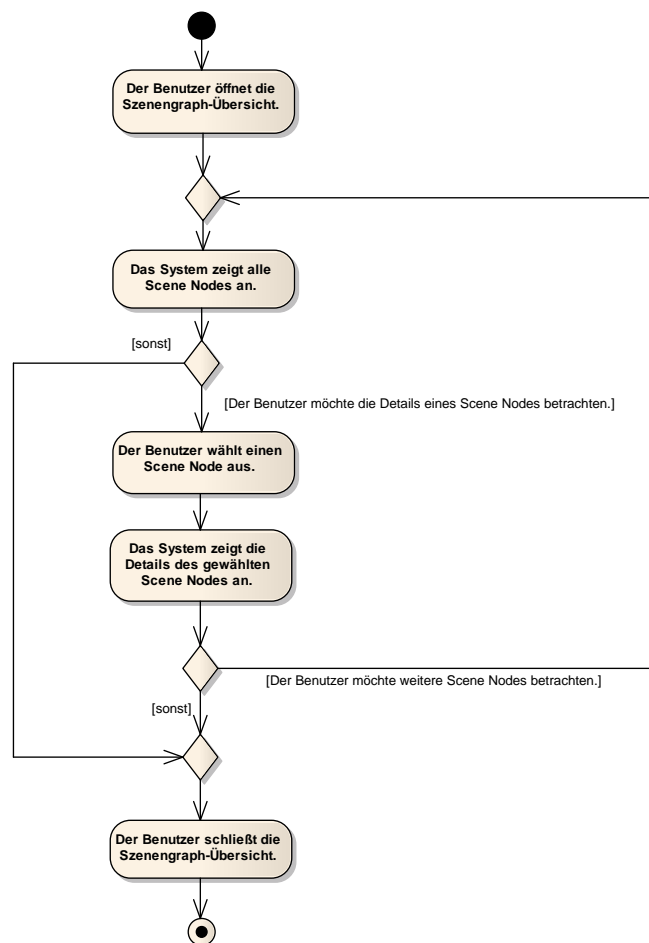 Der Benutzer öffnet die
Szenengraph-Übersicht.
Das System zeigt alle
Scene Nodes an.
[sonst]
[Der Benutzer möchte die Details eines Scene Nodes betrachten.]
Der Benutzer wählt einen
Scene Node aus.
Das System zeigt die
Details des gewählten
Scene Nodes an.
[Der Benutzer möchte weitere Scene Nodes betrachten.]
[sonst]
Der Benutzer schließt die
Szenengraph-Übersicht.